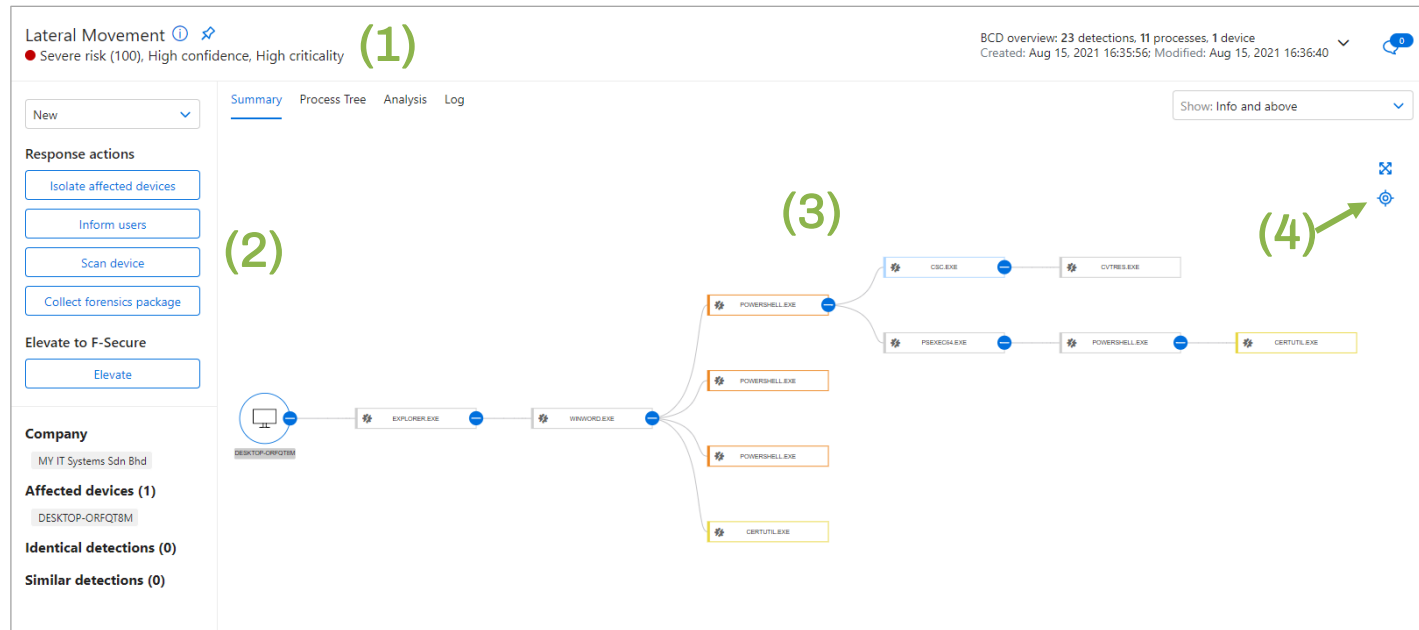 Lateral Movement
Severe risk (100), High confidence, High criticality
(1)
BCD overview: 23 detections, 11 processes, 1 device
Created: Aug 15, 2021 16:35:56; Modified: Aug 15, 2021 16:36:40
0
New
Summary Process Tree Analysis Log
Show: Info and above
Response actions
Isolate affected devices
Inform users
Scan device
Collect forensics package
(2)
Elevate to F-Secure
Elevate
Company
MY IT Systems Sdn Bhd
Affected devices (1)
DESKTOP-ORFQT8M
Identical detections (0)
Similar detections (0)
(3)
(4)
CSC.EXE
CVTRES.EXE
POWERSHELL.EXE
PSEXEC64.EXE
POWERSHELL.EXE
CERTUTIL.EXE
POWERSHELL.EXE
EXPLORER.EXE
WINWORD.EXE
DESKTOP-ORFQT8M
POWERSHELL.EXE
CERTUTIL.EXE